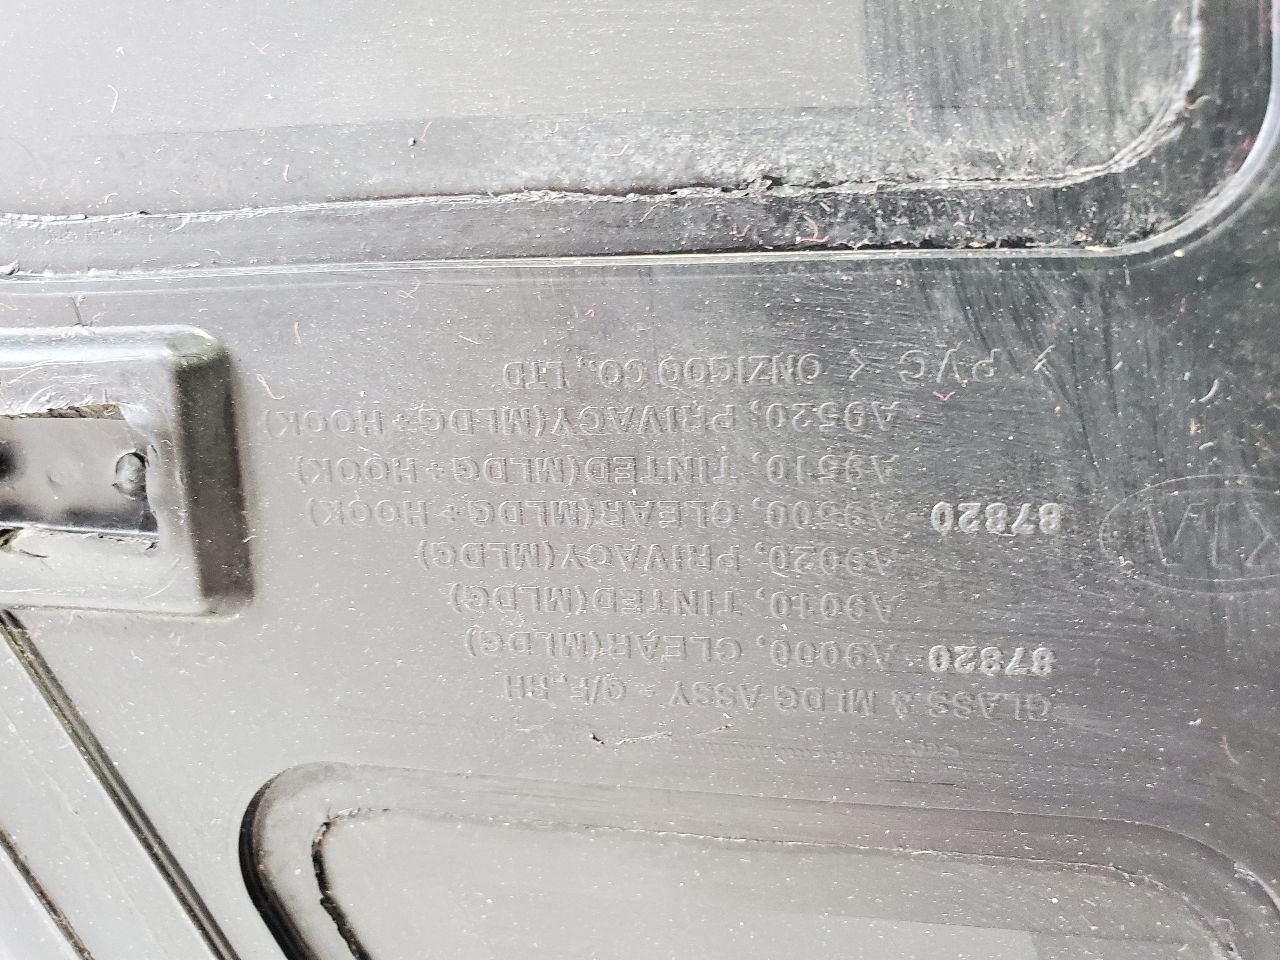 GLASS & MLDG ASSY - Q/F, RH
87820 - A9000, CLEAR(MLDG)
A9010, TINTED(MLDG)
A9020, PRIVACY(MLDG)
87820 - A9500, CLEAR(MLDG+HOOK)
A9510, TINTED(MLDG+HOOK)
A9520, PRIVACY(MLDG+HOOK)
> PVC < ONZIGOO CO., LTD
KIA